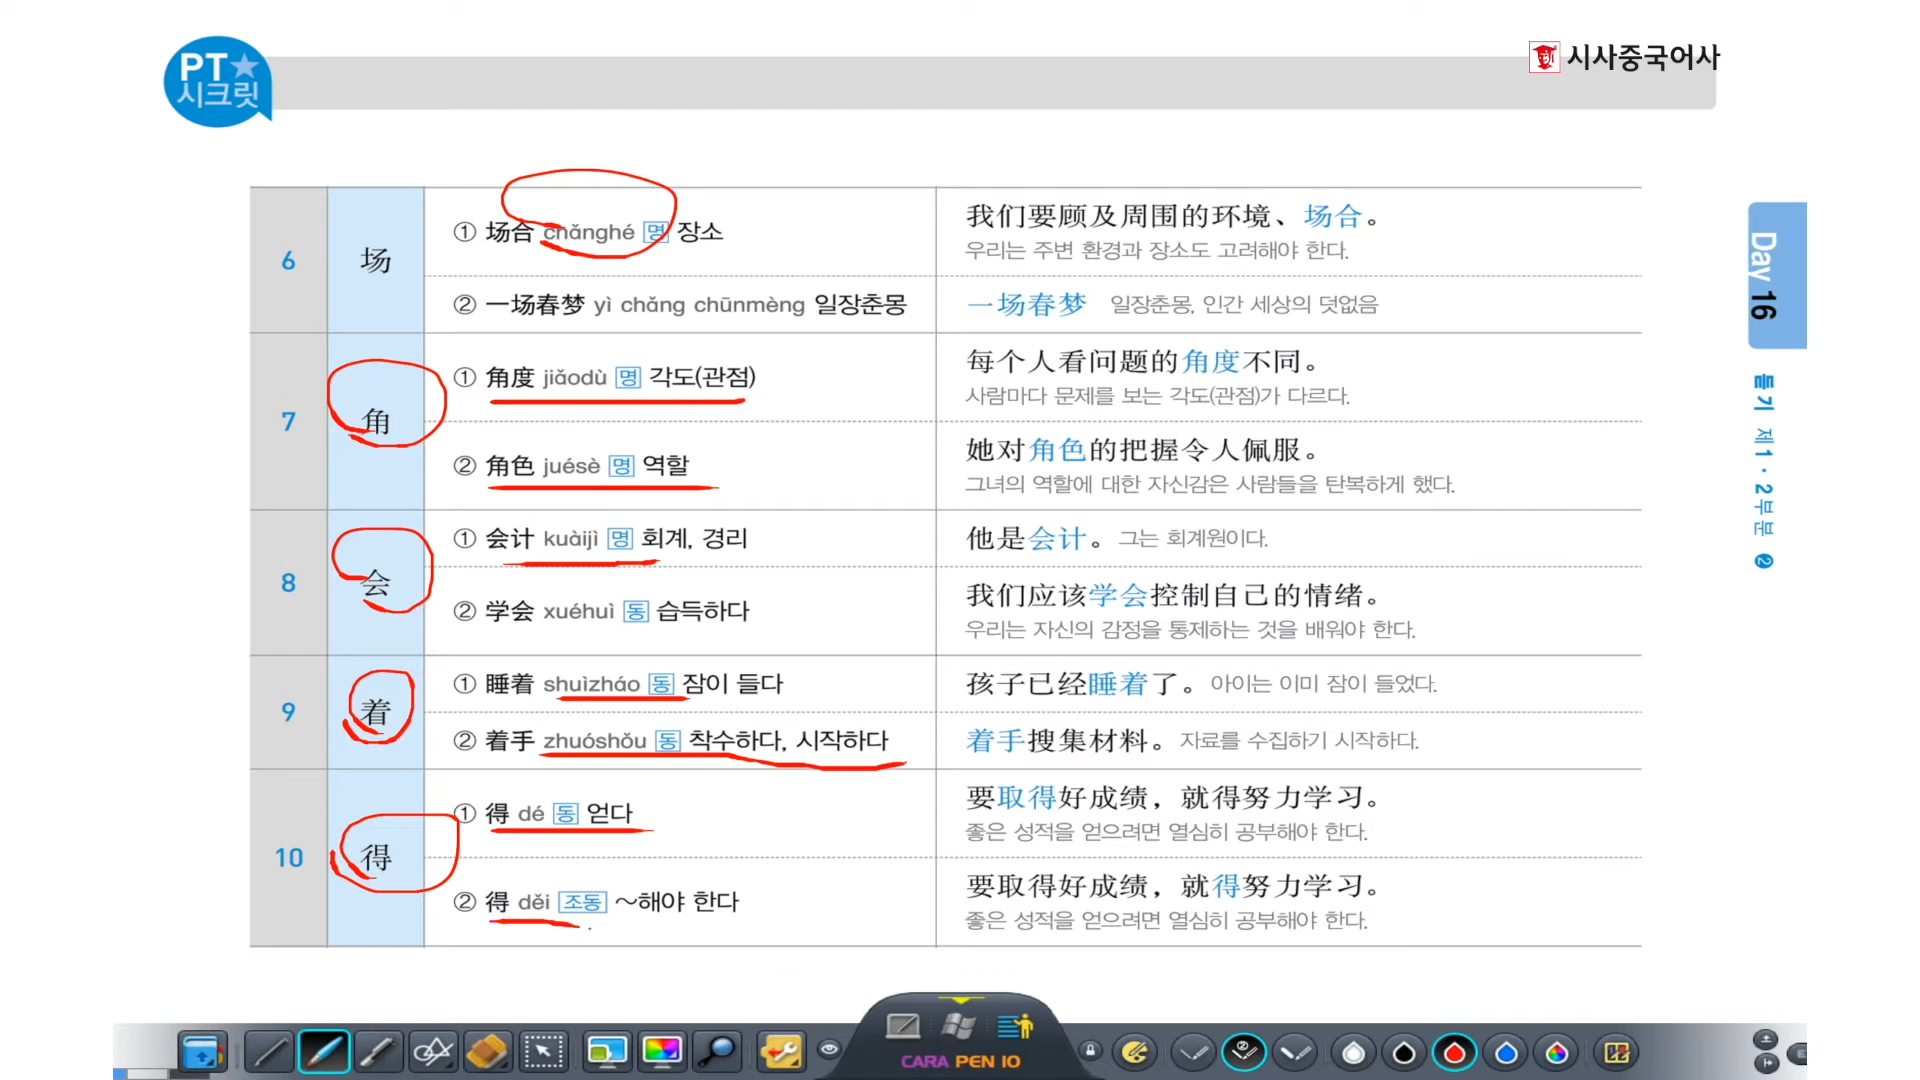 PT★
시크릿
시사중국어사
6 场 ① 场合 chǎnghé 명 장소 我们要顾及周围的环境、场合。
우리는 주변 환경과 장소도 고려해야 한다.
② 一场春梦 yì chǎng chūnmèng 일장춘몽 一场春梦 일장춘몽, 인간 세상의 덧없음
7 角 ① 角度 jiǎodù 명 각도(관점) 每个人看问题的角度不同。
사람마다 문제를 보는 각도(관점)가 다르다.
② 角色 juésè 명 역할 她对角色的把握令人佩服。
그녀의 역할에 대한 자신감은 사람들을 탄복하게 했다.
8 会 ① 会计 kuàijì 명 회계, 경리 他是会计。 그는 회계원이다.
② 学会 xuéhuì 동 습득하다 我们应该学会控制自己的情绪。
우리는 자신의 감정을 통제하는 것을 배워야 한다.
9 着 ① 睡着 shuìzháo 동 잠이 들다 孩子已经睡着了。 아이는 이미 잠이 들었다.
② 着手 zhuóshǒu 동 착수하다, 시작하다 着手搜集材料。 자료를 수집하기 시작하다.
10 得 ① 得 dé 동 얻다 要取得好成绩，就得努力学习。
좋은 성적을 얻으려면 열심히 공부해야 한다.
② 得 děi 조동 ~해야 한다 要取得好成绩，就得努力学习。
좋은 성적을 얻으려면 열심히 공부해야 한다.
Day 16
듣기 제1·2부분 ❷
CARA PEN IO